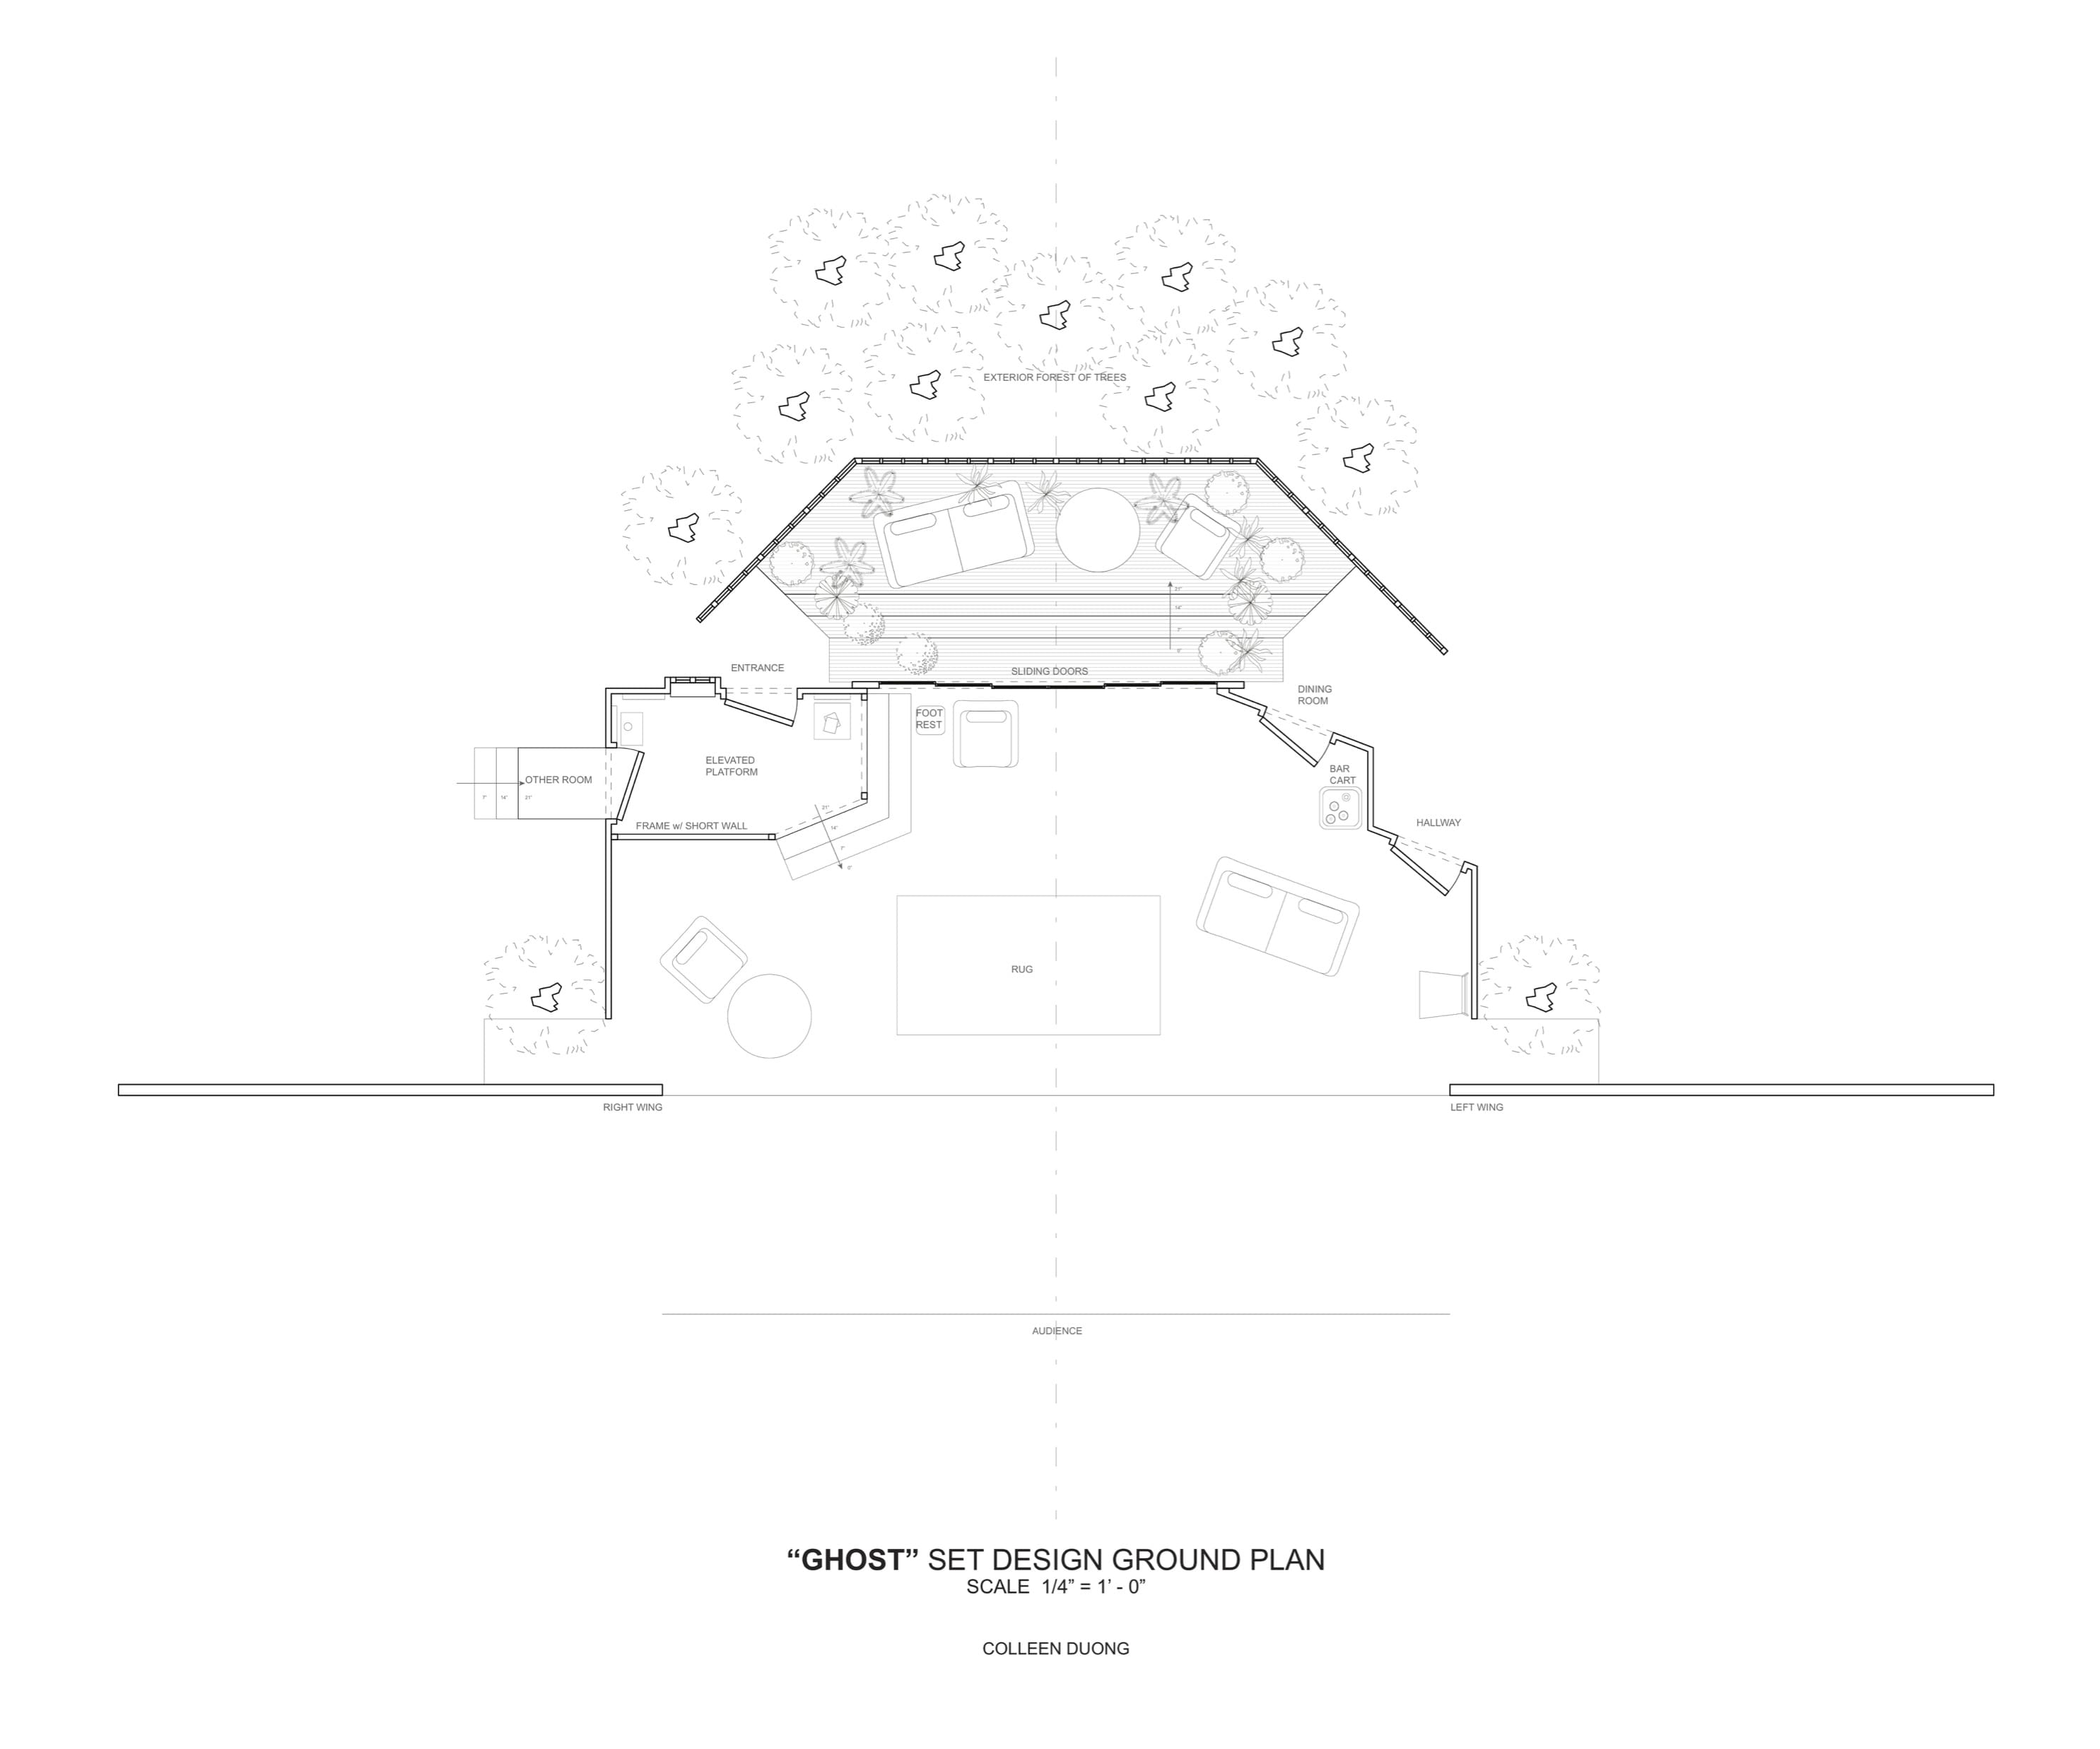 EXTERIOR FOREST OF TREES
21"
14"
7"
0"
ENTRANCE
SLIDING DOORS
DINING
ROOM
FOOT
REST
ELEVATED
PLATFORM
BAR
CART
OTHER ROOM
7"
14"
21"
FRAME w/ SHORT WALL
21"
14"
7"
0"
HALLWAY
RUG
RIGHT WING
LEFT WING
AUDIENCE
“GHOST” SET DESIGN GROUND PLAN
SCALE 1/4” = 1’ - 0”
COLLEEN DUONG